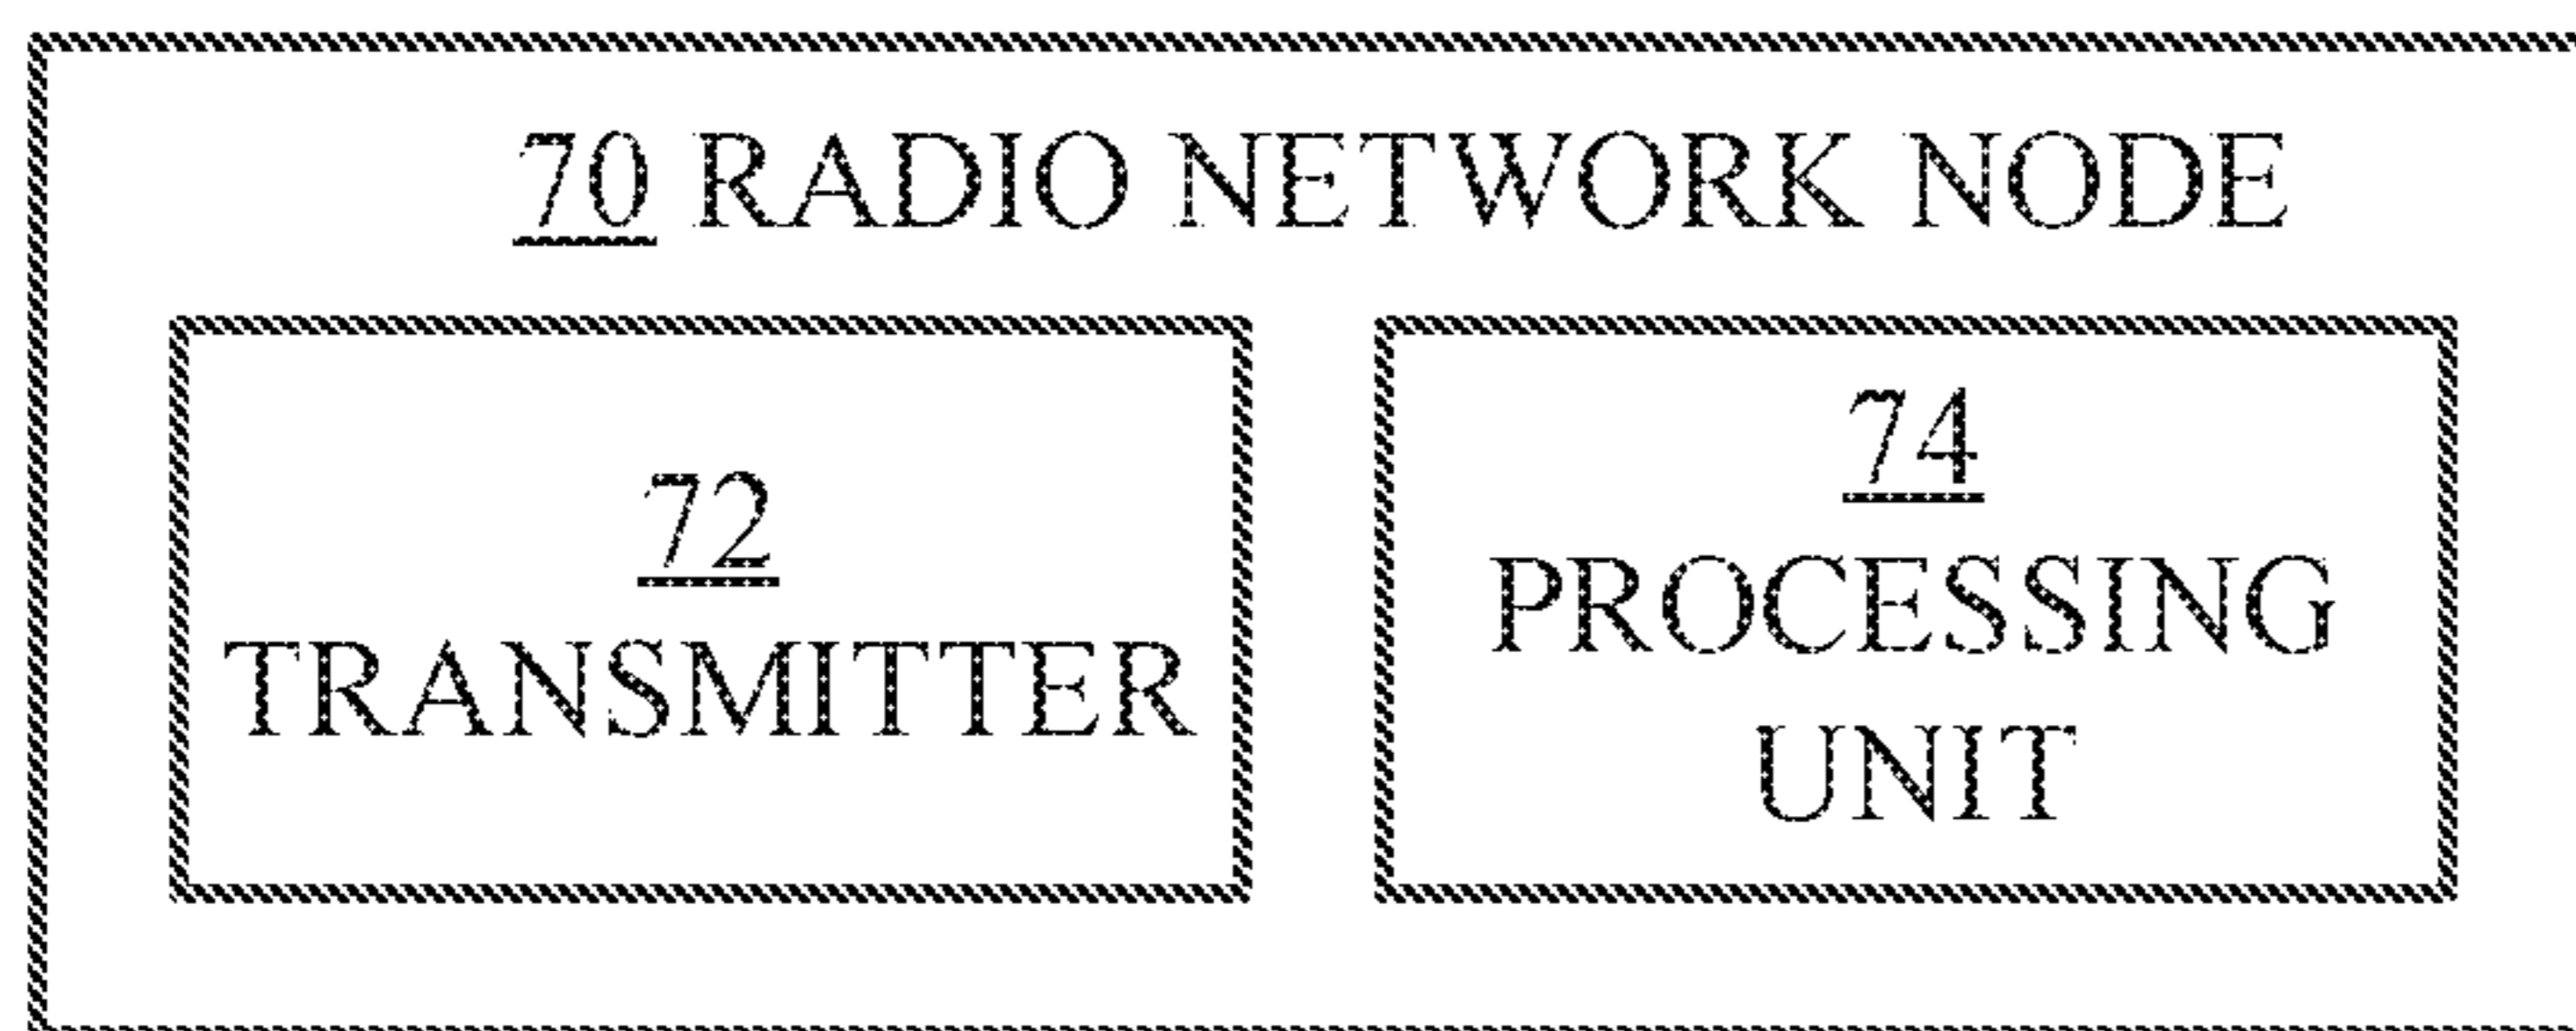 70 RADIO NETWORK NODE
72
TRANSMITTER
74
PROCESSING
UNIT